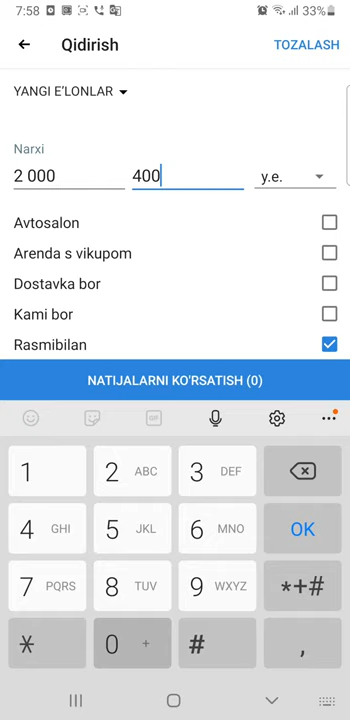 7:58 33%
Qidirish TOZALASH
YANGI E'LONLAR
Narxi
2 000 400 y.e.
Avtosalon
Arenda s vikupom
Dostavka bor
Kami bor
Rasmibilan
NATIJALARNI KO'RSATISH (0)
GIF
1 2 ABC 3 DEF
4 GHI 5 JKL 6 MNO OK
7 PQRS 8 TUV 9 WXYZ *+#
* 0 + # ,